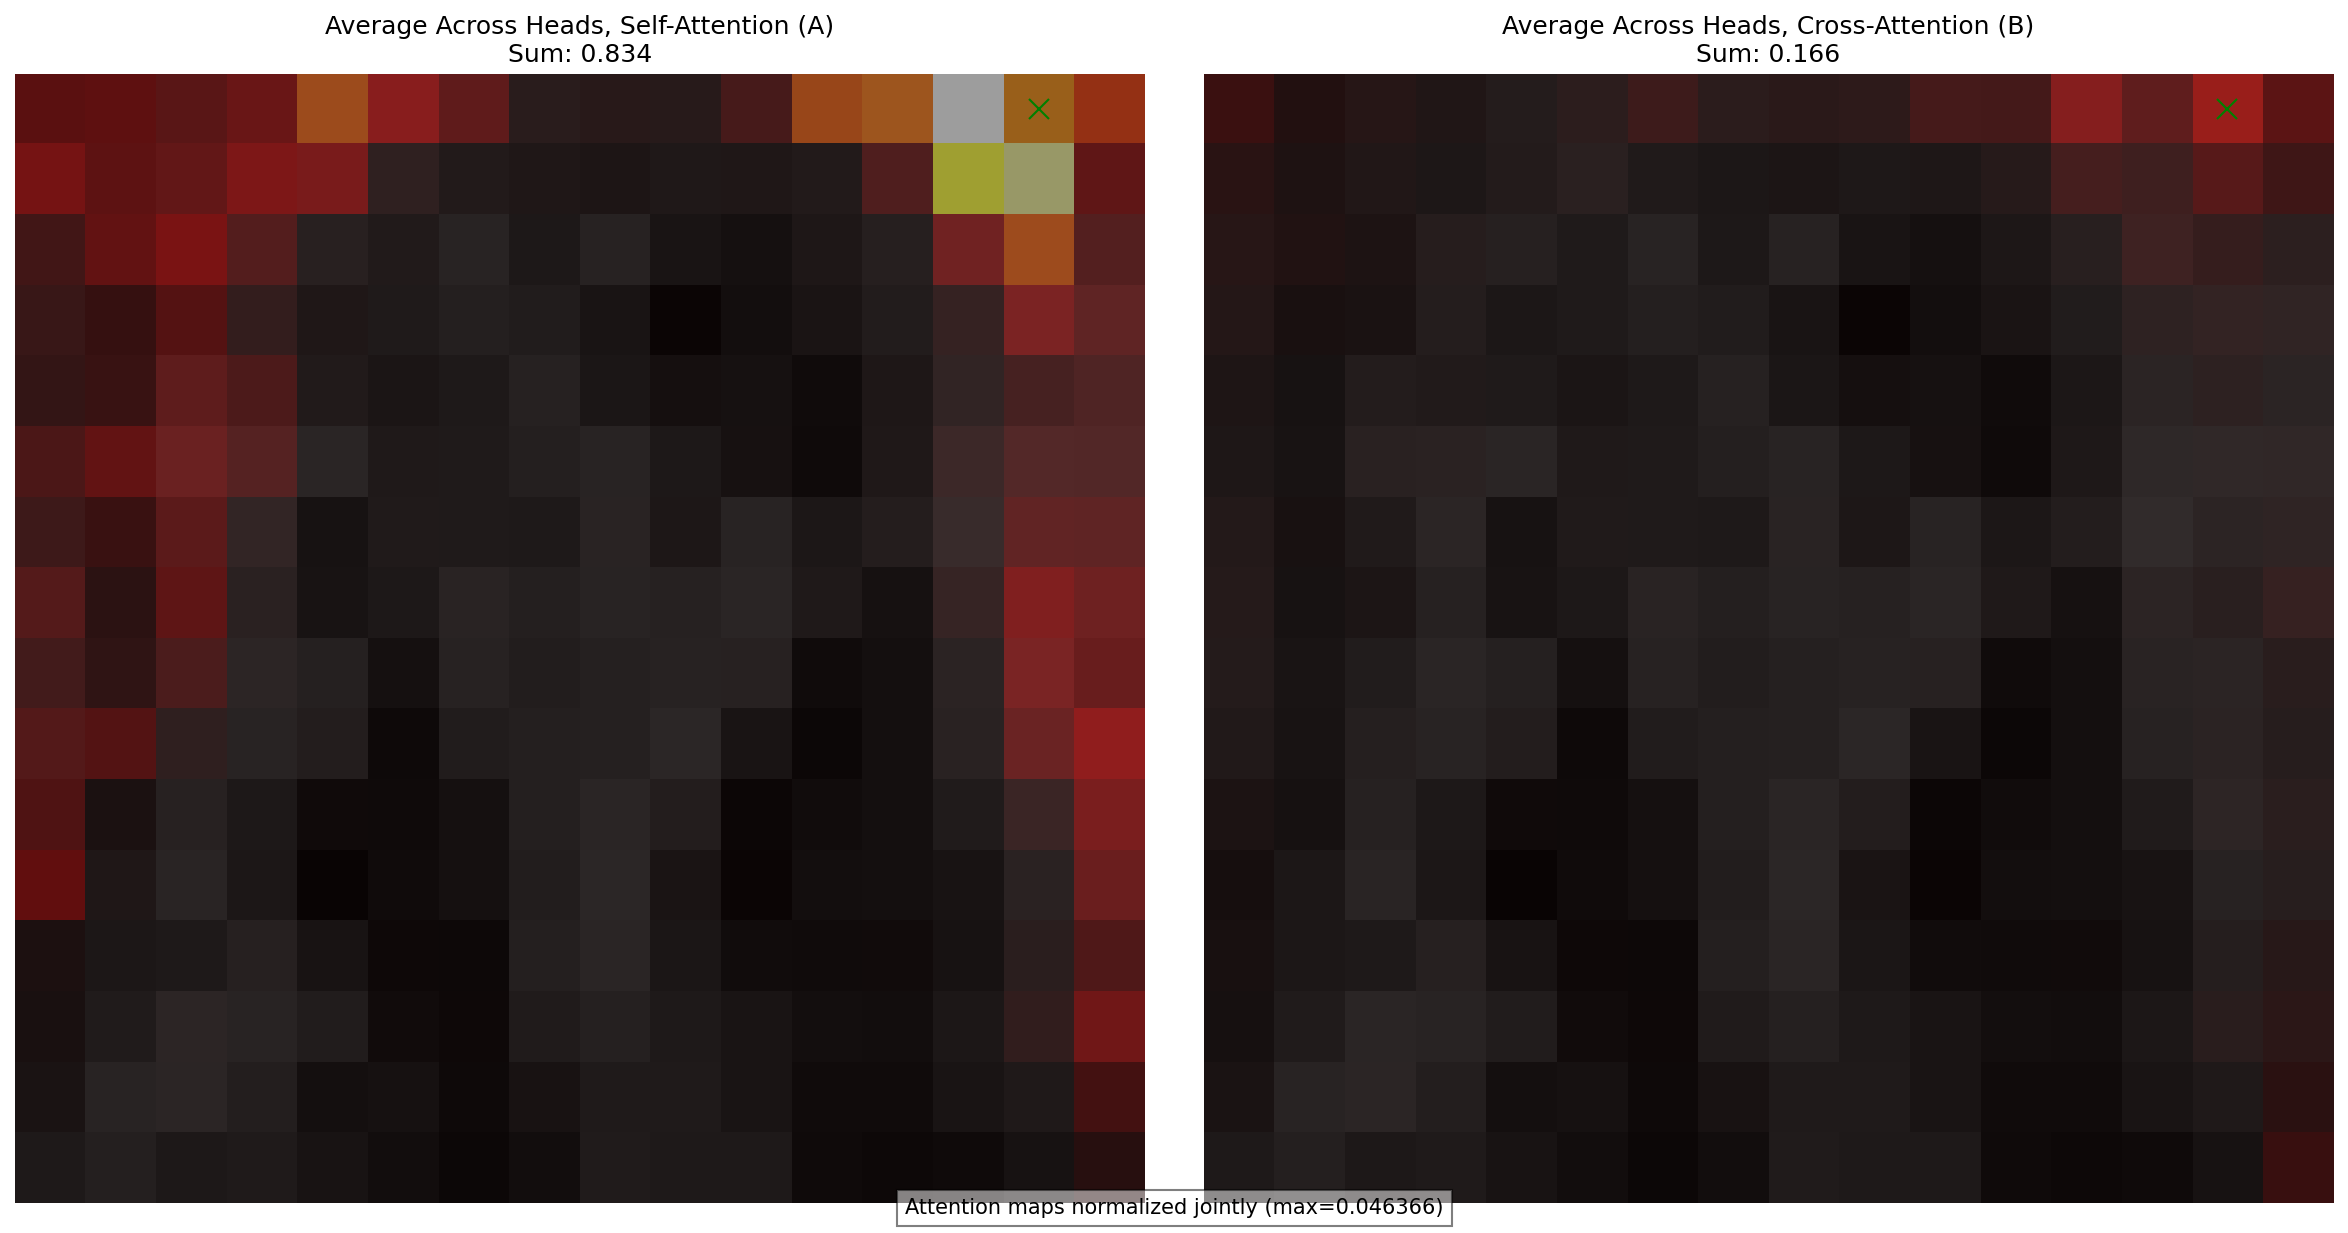 Average Across Heads, Self-Attention (A)
Sum: 0.834
Average Across Heads, Cross-Attention (B)
Sum: 0.166
Attention maps normalized jointly (max=0.046366)